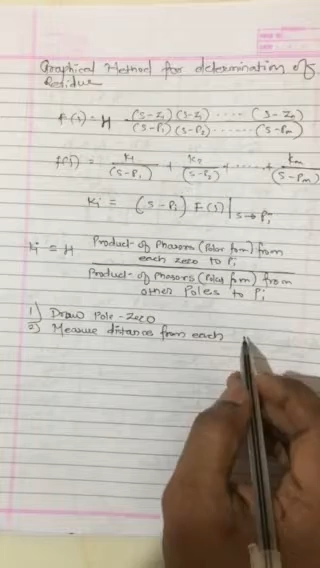 Graphical Method for determination of
Residue
F(s) = H (s-Z1)(s-Z1) ...... (s-Zn) / (s-P1)(s-P2) ...... (s-Pm)
F(s) = K1/(s-P1) + K2/(s-P2) + ...... + Km/(s-Pm)
Ki = (s-Pi) F(s)|s→Pi
Ki = H Product of Phasors (Polar form) from
each zero to Pi
Product of Phasors (Polar form) from
other Poles to Pi
1) Draw Pole-Zero
2) Measure distances from each